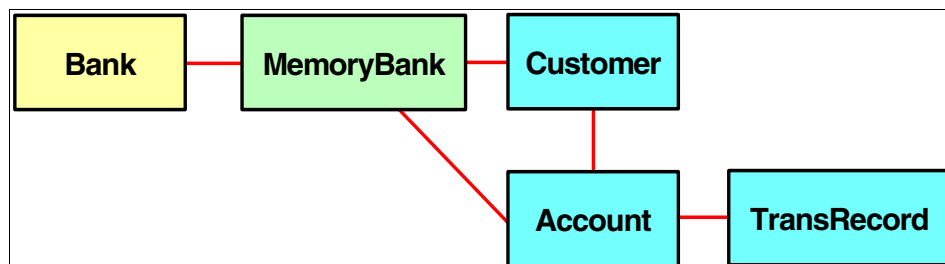 Bank
MemoryBank
Customer
Account
TransRecord